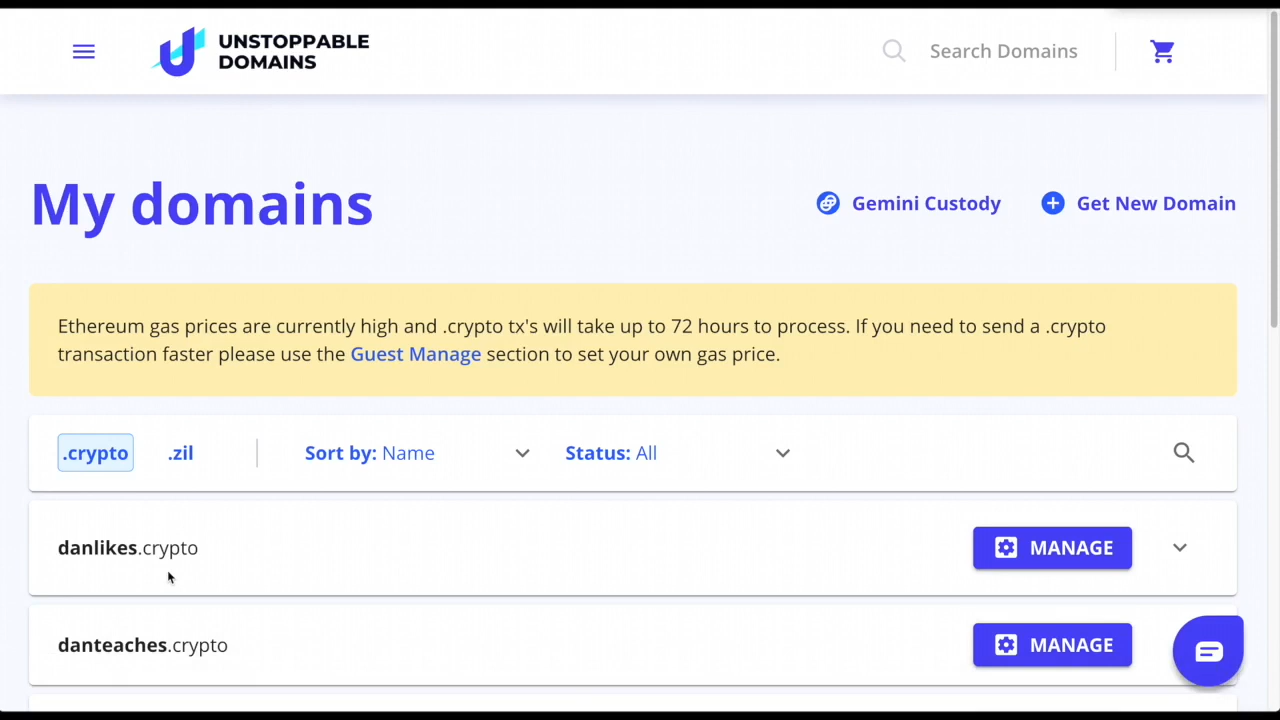 UNSTOPPABLE
DOMAINS
Search Domains
My domains
Gemini Custody
Get New Domain
Ethereum gas prices are currently high and .crypto tx's will take up to 72 hours to process. If you need to send a .crypto
transaction faster please use the Guest Manage section to set your own gas price.
.crypto
.zil
Sort by: Name
Status: All
danlikes.crypto
MANAGE
danteaches.crypto
MANAGE